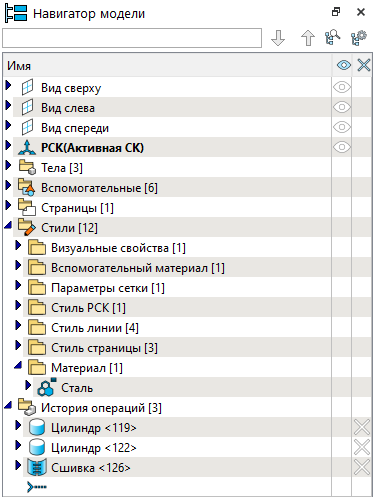 Навигатор модели
Имя
Вид сверху
Вид слева
Вид спереди
РСК(Активная СК)
Тела [3]
Вспомогательные [6]
Страницы [1]
Стили [12]
Визуальные свойства [1]
Вспомогательный материал [1]
Параметры сетки [1]
Стиль РСК [1]
Стиль линии [4]
Стиль страницы [3]
Материал [1]
Сталь
История операций [3]
Цилиндр <119>
Цилиндр <122>
Сшивка <126>